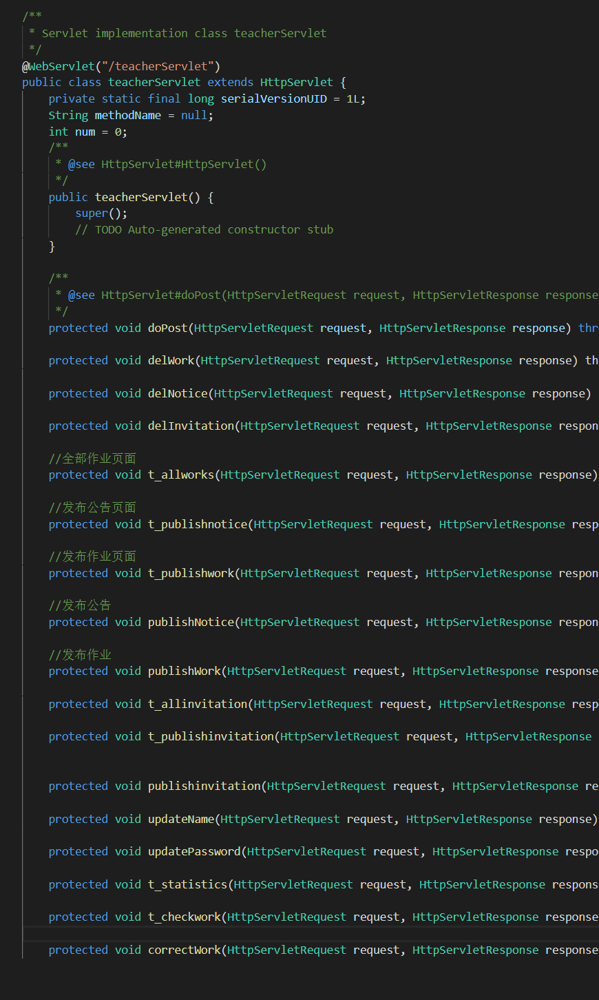 /**
* Servlet implementation class teacherServlet
*/
@WebServlet("/teacherServlet")
public class teacherServlet extends HttpServlet {
private static final long serialVersionUID = 1L;
String methodName = null;
int num = 0;
/**
* @see HttpServlet#HttpServlet()
*/
public teacherServlet() {
super();
// TODO Auto-generated constructor stub
}
/**
* @see HttpServlet#doPost(HttpServletRequest request, HttpServletResponse response
*/
protected void doPost(HttpServletRequest request, HttpServletResponse response) thr
protected void delWork(HttpServletRequest request, HttpServletResponse response) th
protected void delNotice(HttpServletRequest request, HttpServletResponse response)
protected void delInvitation(HttpServletRequest request, HttpServletResponse respon
//全部作业页面
protected void t_allworks(HttpServletRequest request, HttpServletResponse response)
//发布公告页面
protected void t_publishnotice(HttpServletRequest request, HttpServletResponse resp
//发布作业页面
protected void t_publishwork(HttpServletRequest request, HttpServletResponse respon
//发布公告
protected void publishNotice(HttpServletRequest request, HttpServletResponse respon
//发布作业
protected void publishWork(HttpServletRequest request, HttpServletResponse response
protected void t_allinvitation(HttpServletRequest request, HttpServletResponse resp
protected void t_publishinvitation(HttpServletRequest request, HttpServletResponse
protected void publishinvitation(HttpServletRequest request, HttpServletResponse re
protected void updateName(HttpServletRequest request, HttpServletResponse response)
protected void updatePassword(HttpServletRequest request, HttpServletResponse respo
protected void t_statistics(HttpServletRequest request, HttpServletResponse respons
protected void t_checkwork(HttpServletRequest request, HttpServletResponse response
protected void correctWork(HttpServletRequest request, HttpServletResponse response